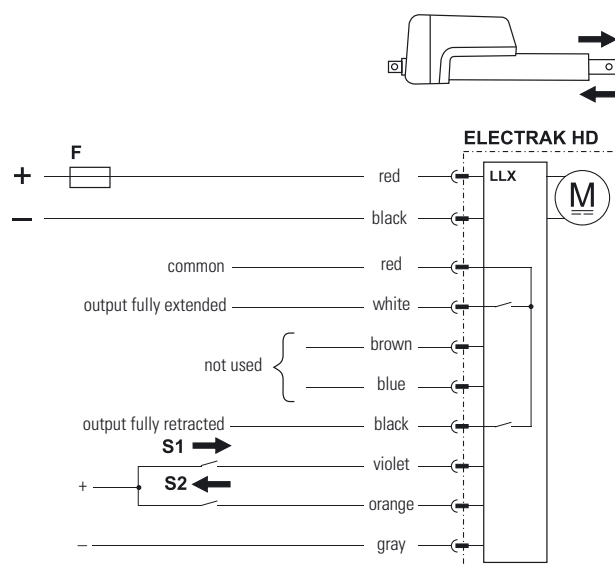 ELECTRAK HD
F
+ red LLX M
– black
common red
output fully extended white
brown
not used
blue
output fully retracted black
S1
violet
+ S2
orange
– gray